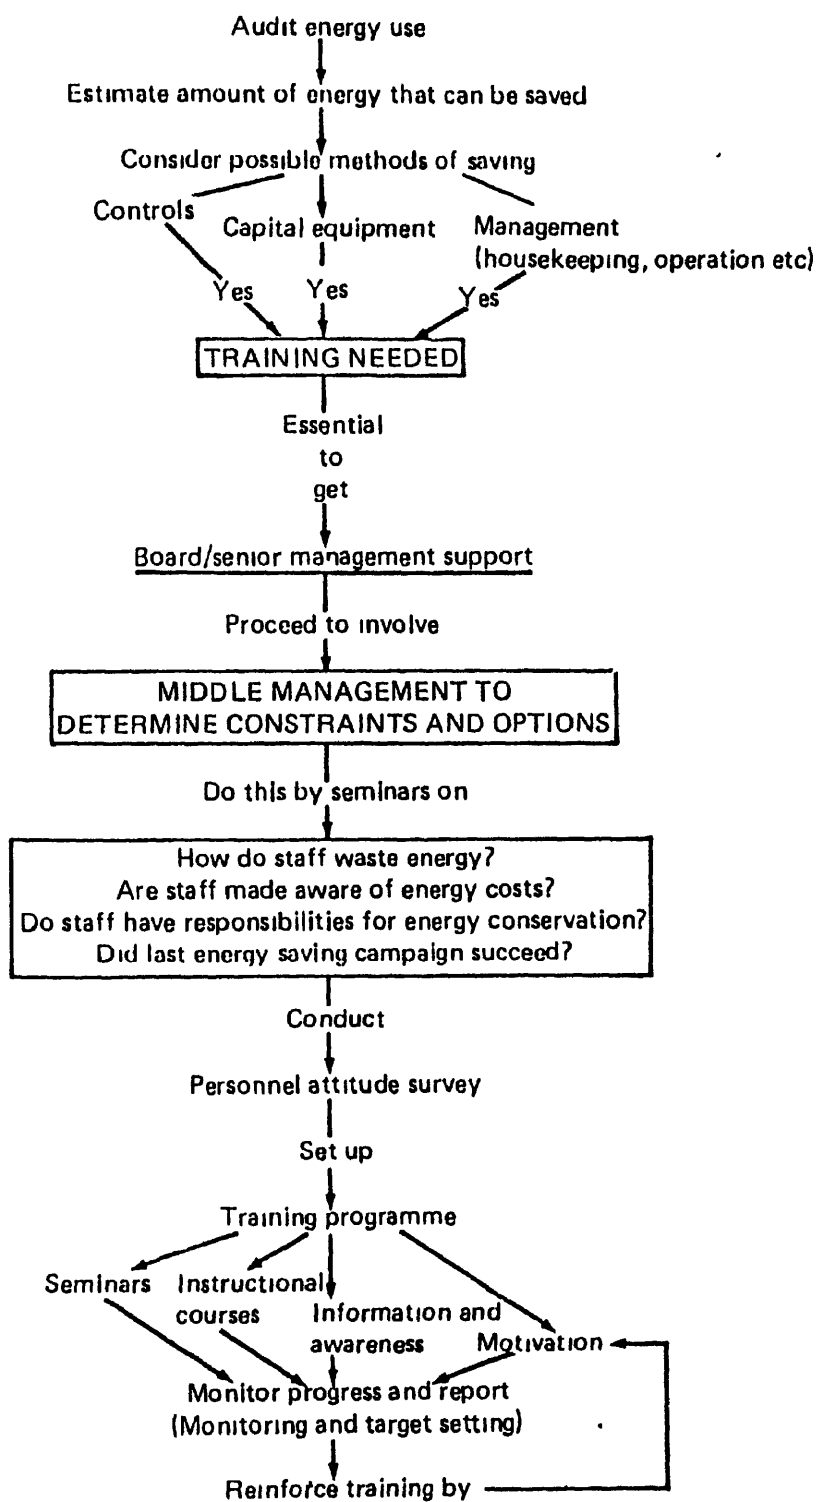 Audit energy use
Estimate amount of energy that can be saved
Consider possible methods of saving
Controls
Capital equipment
Management
(housekeeping, operation etc)
Yes
Yes
Yes
TRAINING NEEDED
Essential
to
get
Board/senior management support
Proceed to involve
MIDDLE MANAGEMENT TO
DETERMINE CONSTRAINTS AND OPTIONS
Do this by seminars on
How do staff waste energy?
Are staff made aware of energy costs?
Do staff have responsibilities for energy conservation?
Did last energy saving campaign succeed?
Conduct
Personnel attitude survey
Set up
Training programme
Seminars
Instructional
courses
Information and
awareness
Motivation
Monitor progress and report
(Monitoring and target setting)
Reinforce training by